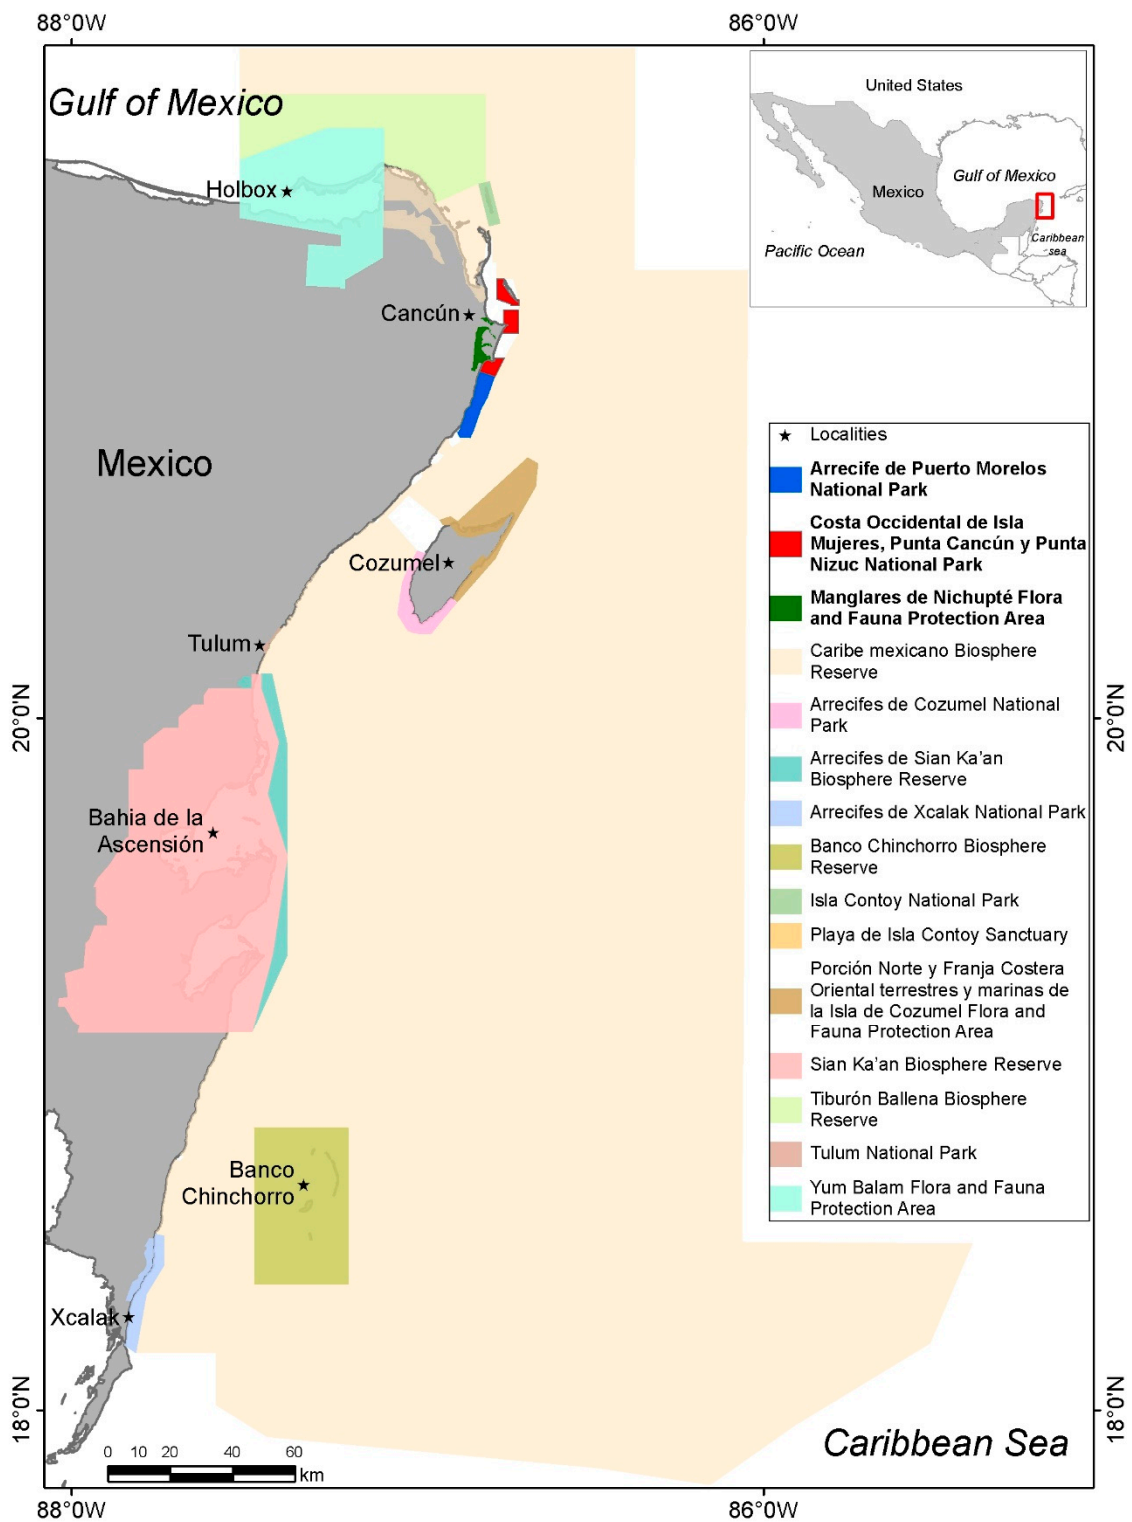 88°0'W
86°0'W
Gulf of Mexico
United States
Mexico
Gulf of Mexico
Caribbean
sea
Pacific Ocean
Holbox
Cancún
Mexico
Cozumel
Tulum
20°0'N
20°0'N
Bahia de la
Ascensión
Banco
Chinchorro
Xcalak
18°0'N
18°0'N
Localities
Arrecife de Puerto Morelos
National Park
Costa Occidental de Isla
Mujeres, Punta Cancún y Punta
Nizuc National Park
Manglares de Nichupté Flora
and Fauna Protection Area
Caribe mexicano Biosphere
Reserve
Arrecifes de Cozumel National
Park
Arrecifes de Sian Ka'an
Biosphere Reserve
Arrecifes de Xcalak National Park
Banco Chinchorro Biosphere
Reserve
Isla Contoy National Park
Playa de Isla Contoy Sanctuary
Porción Norte y Franja Costera
Oriental terrestres y marinas de
la Isla de Cozumel Flora and
Fauna Protection Area
Sian Ka'an Biosphere Reserve
Tiburón Ballena Biosphere
Reserve
Tulum National Park
Yum Balam Flora and Fauna
Protection Area
Caribbean Sea
0 10 20 40 60
km
88°0'W
86°0'W